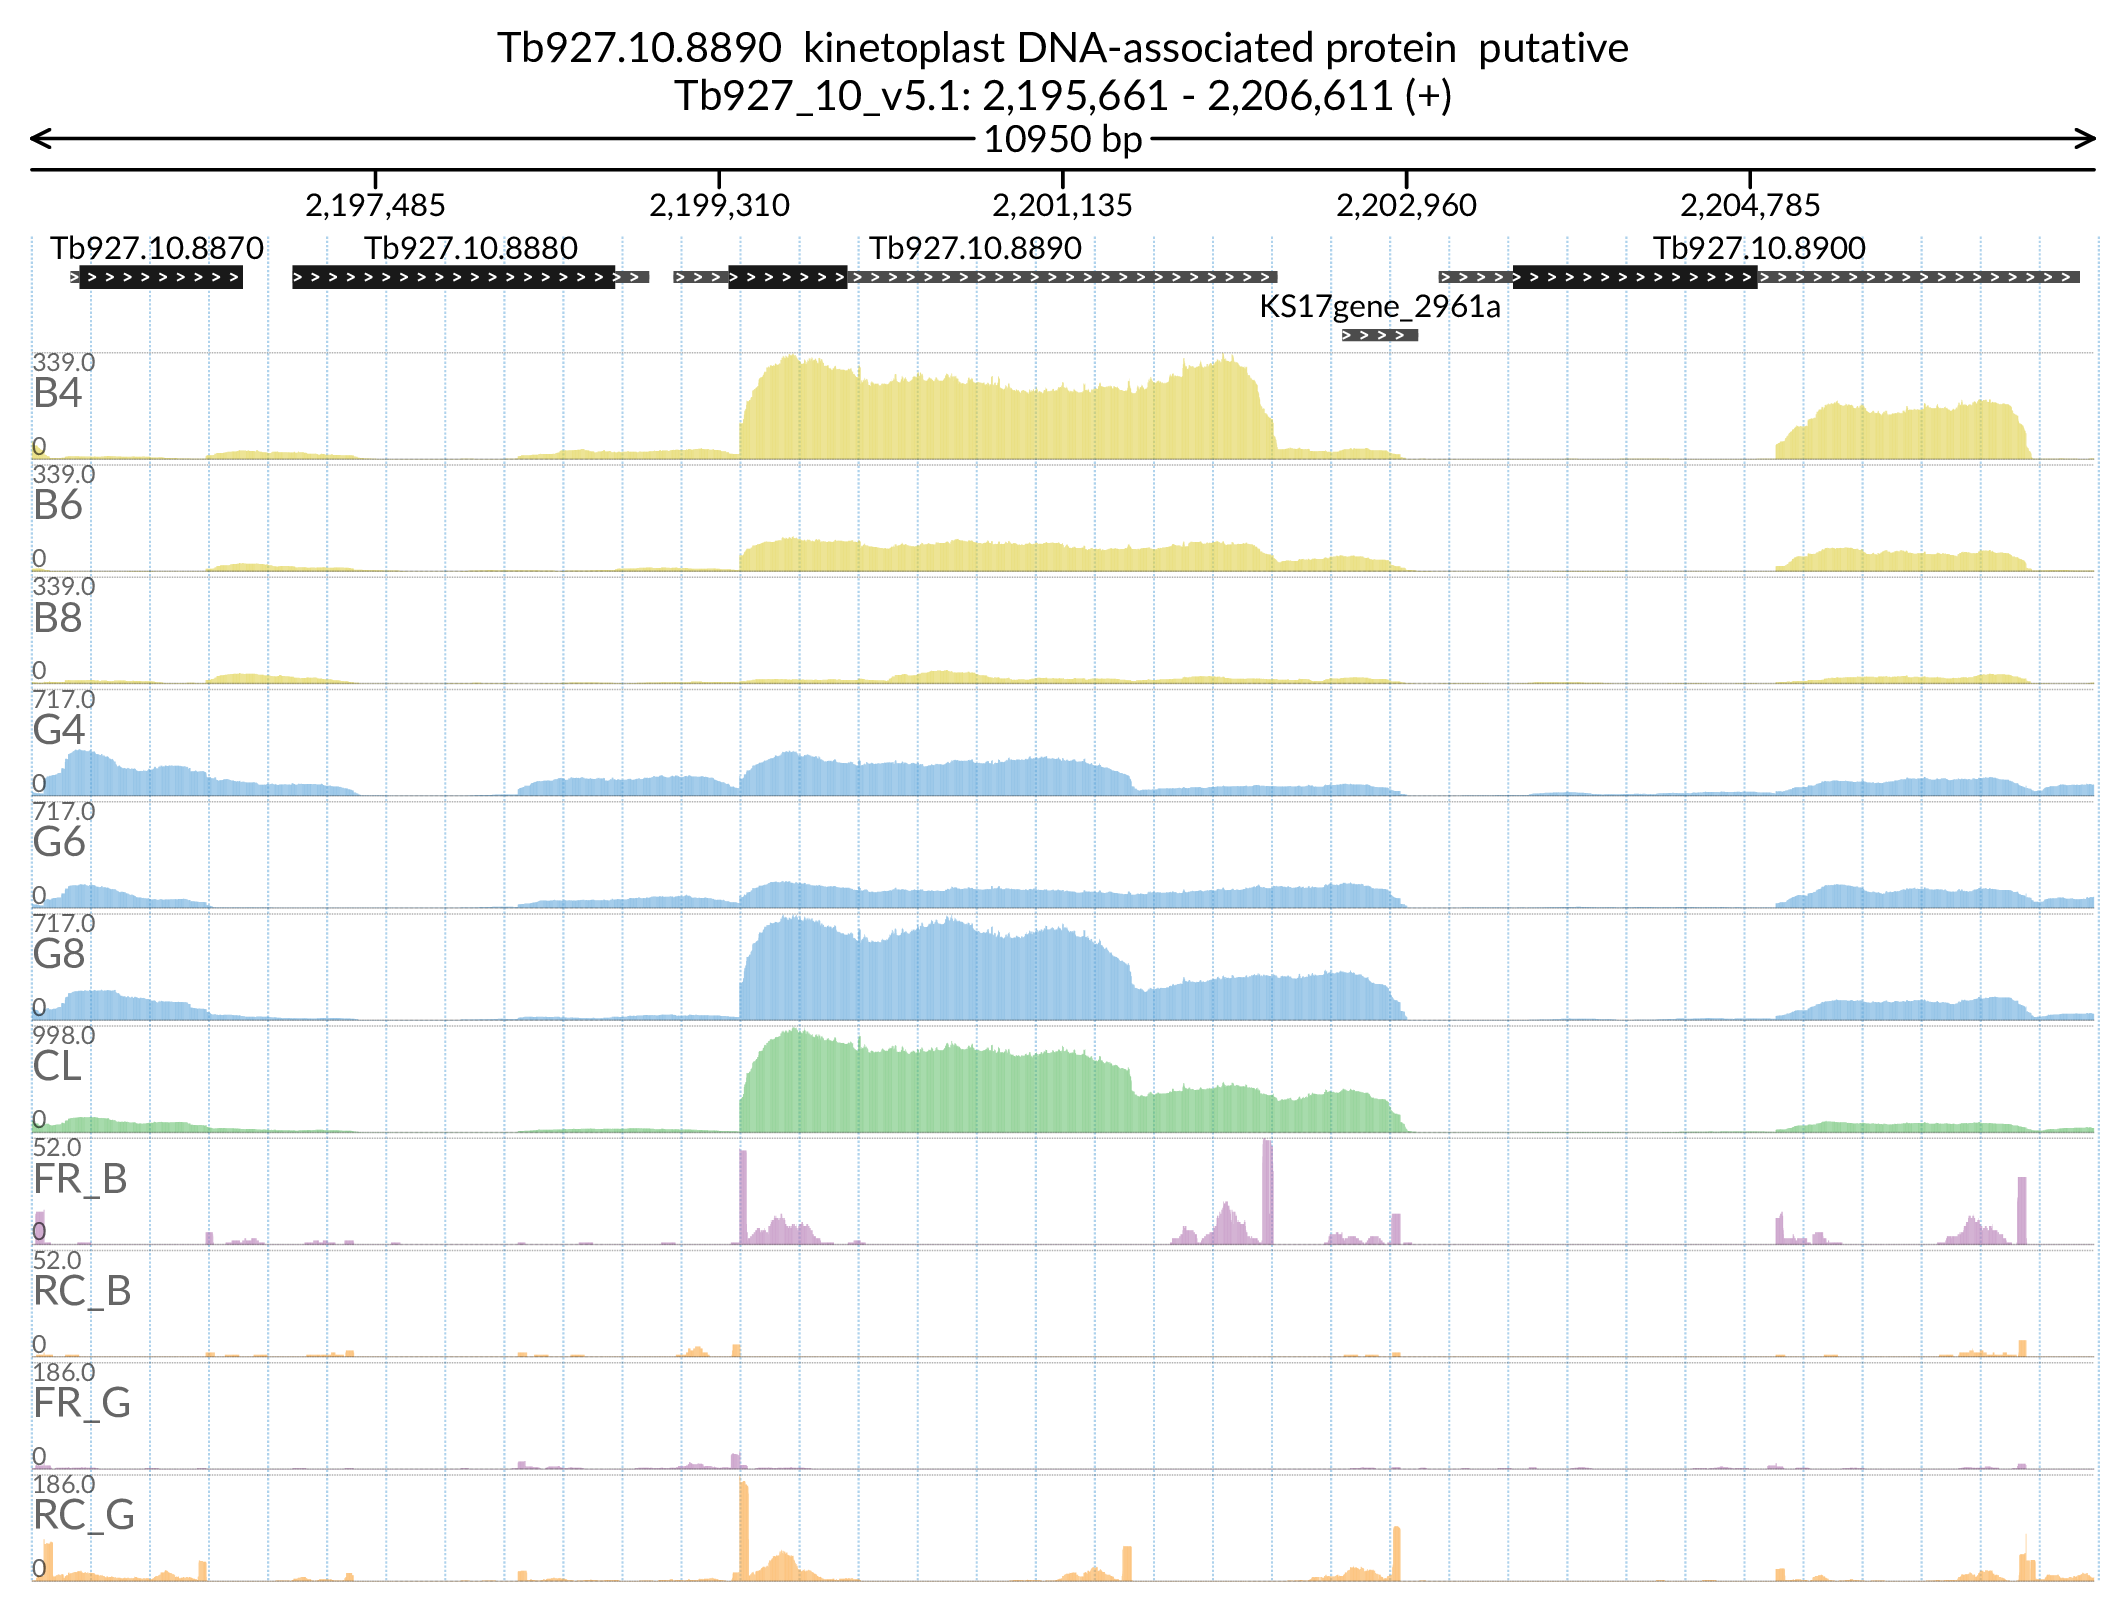 Tb927.10.8890 kinetoplast DNA-associated protein putative
Tb927_10_v5.1: 2,195,661 - 2,206,611 (+)
10950 bp
2,197,485 2,199,310 2,201,135 2,202,960 2,204,785
Tb927.10.8870 Tb927.10.8880 Tb927.10.8890 Tb927.10.8900
KS17gene_2961a
339.0
B4
0
339.0
B6
0
339.0
B8
0
717.0
G4
0
717.0
G6
0
717.0
G8
0
998.0
CL
0
52.0
FR_B
0
52.0
RC_B
0
186.0
FR_G
0
186.0
RC_G
0